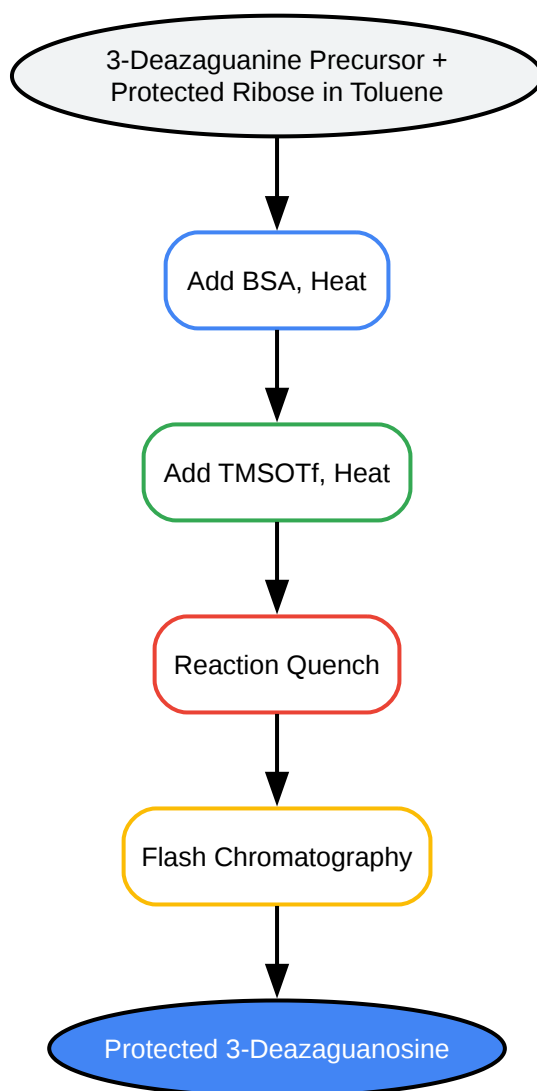 3-Deazaguanine Precursor +
Protected Ribose in Toluene
Add BSA, Heat
Add TMSOTf, Heat
Reaction Quench
Flash Chromatography
Protected 3-Deazaguanosine